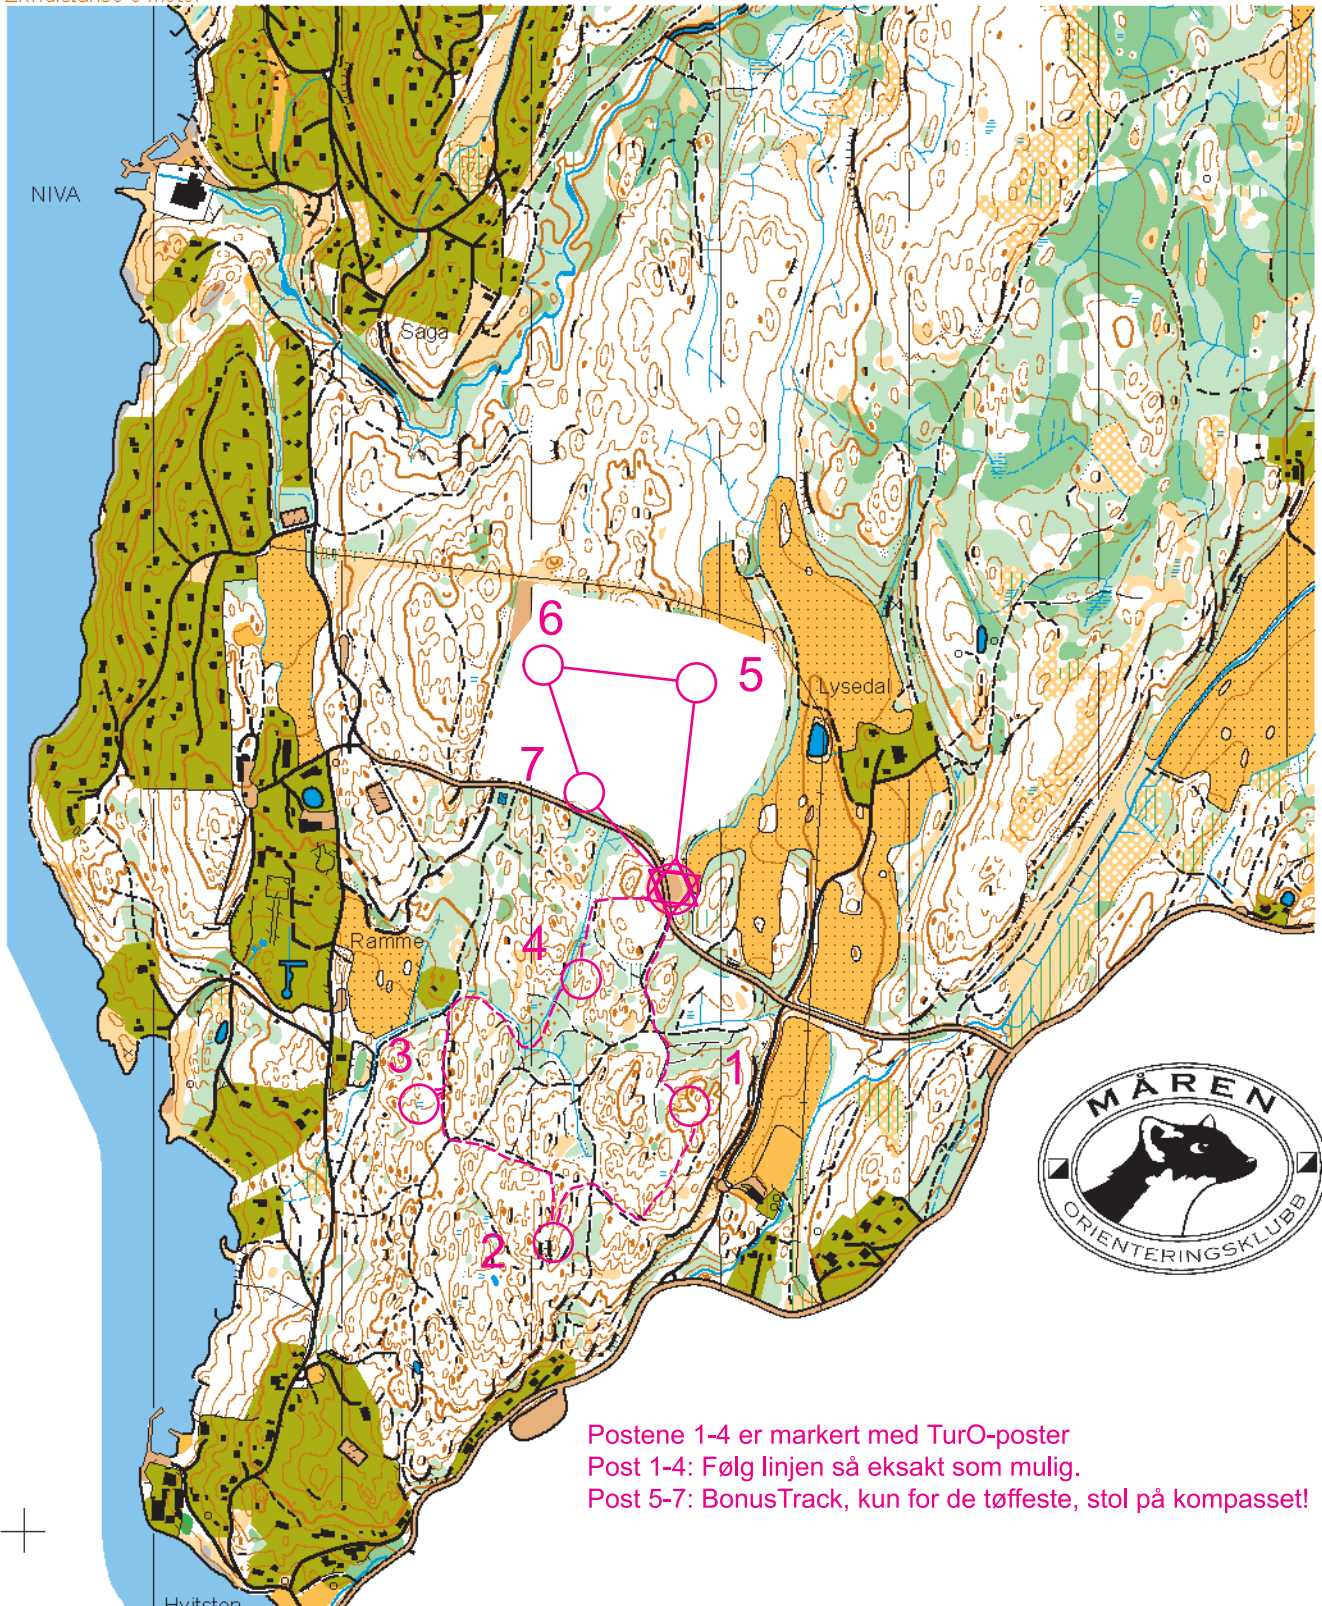 NIVA
Saga
6
5
Lysedal
7
Ramme
4
3
1
2
MÅREN
ORIENTERINGSKLUBB
Postene 1-4 er markert med TurO-poster
Post 1-4: Følg linjen så eksakt som mulig.
Post 5-7: BonusTrack, kun for de tøffeste, stol på kompasset!
Hvitsten